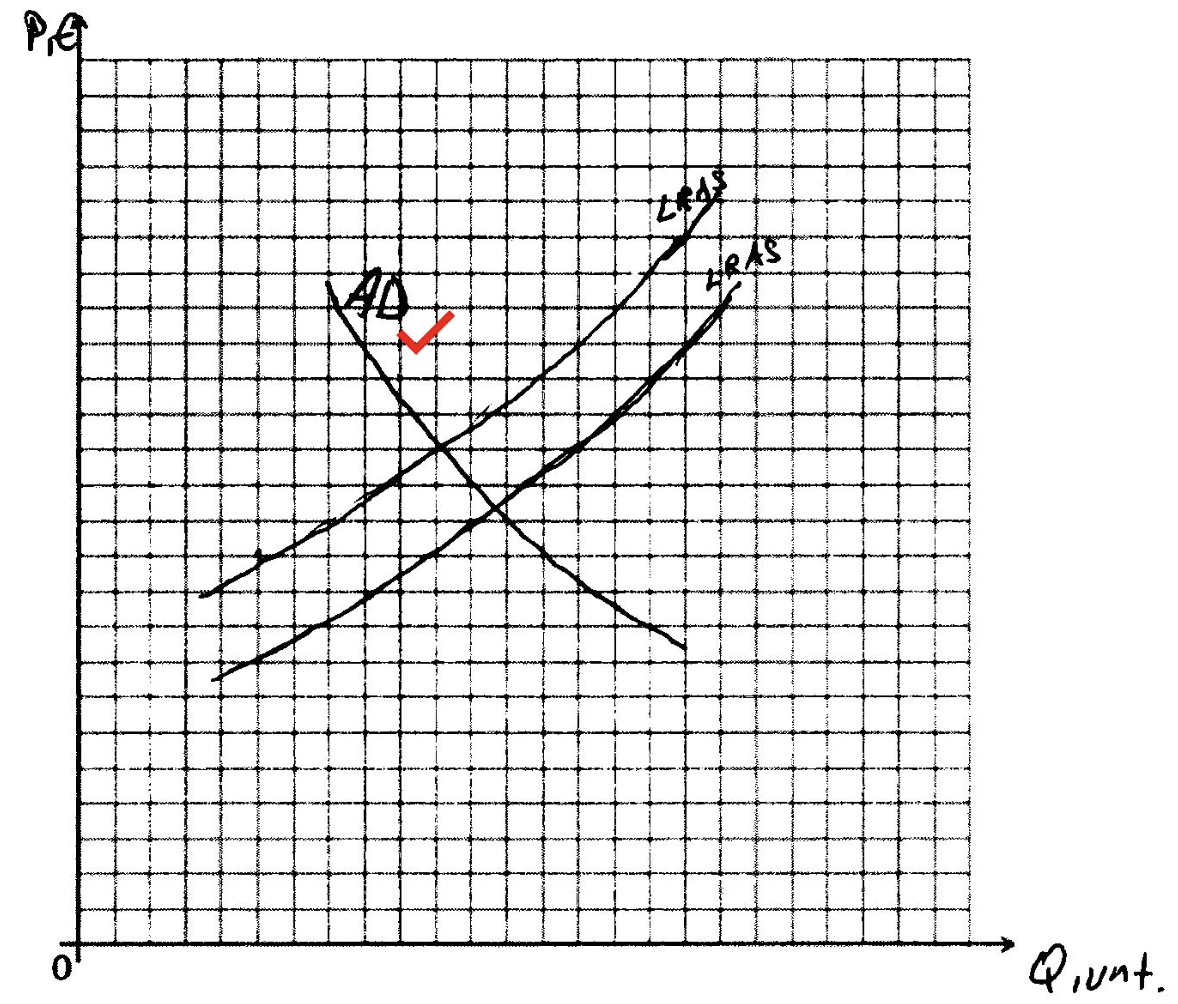 P,€
LRAS
LRAS
AD
0
Q,unt.